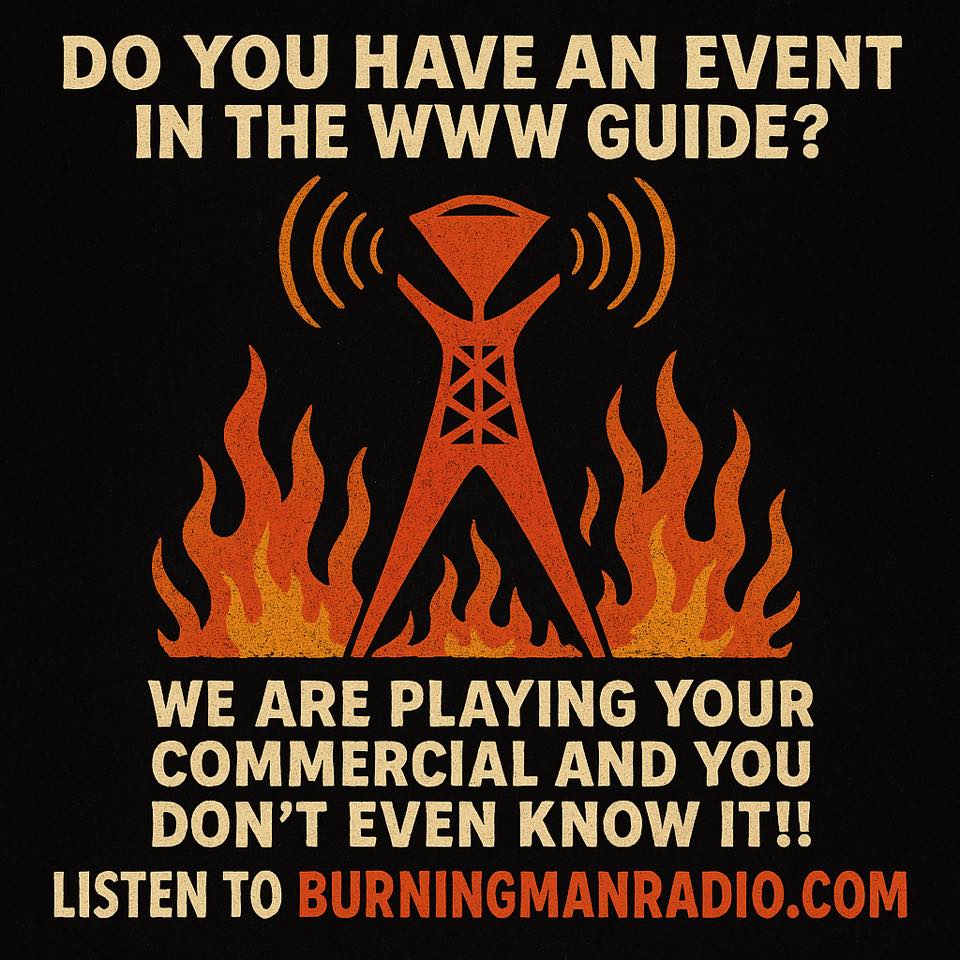 DO YOU HAVE AN EVENT
IN THE WWW GUIDE?
WE ARE PLAYING YOUR
COMMERCIAL AND YOU
DON'T EVEN KNOW IT!!
LISTEN TO BURNINGMANRADIO.COM